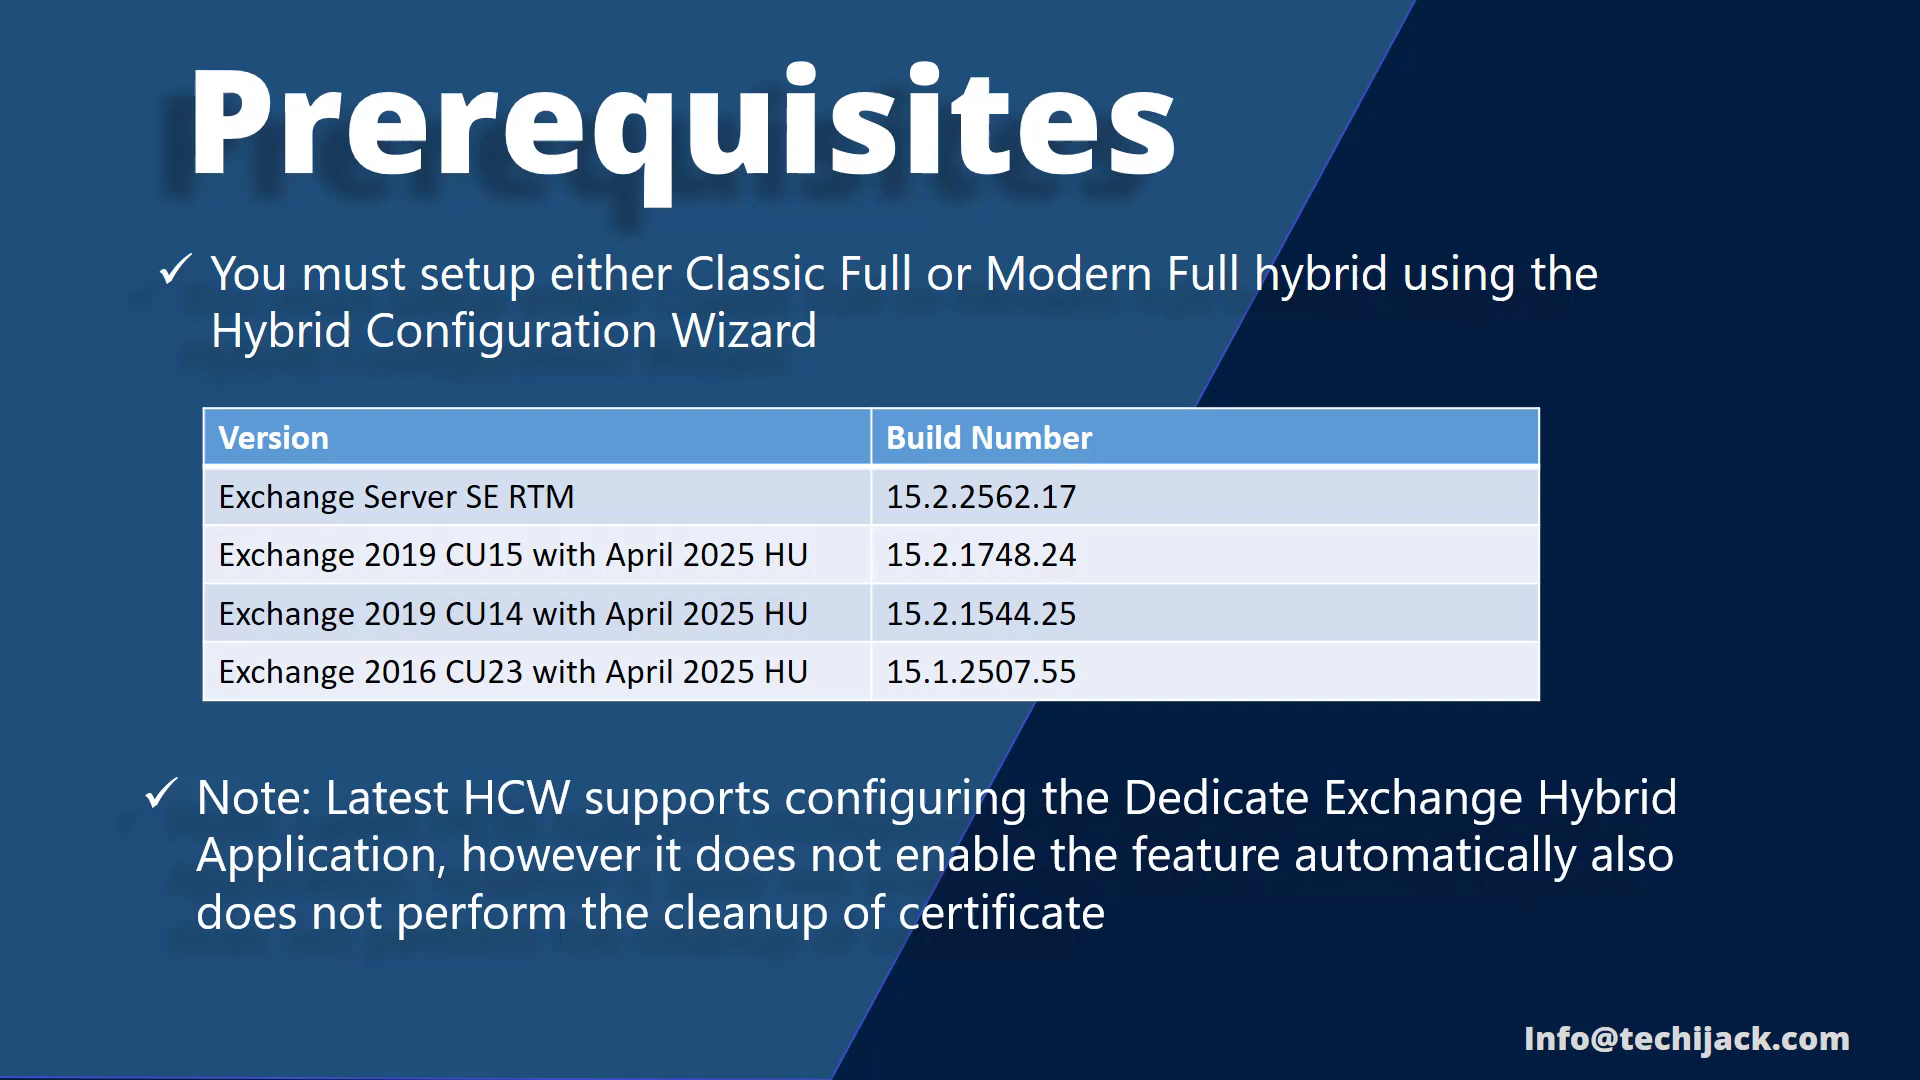 Prerequisites
✓ You must setup either Classic Full or Modern Full hybrid using the
Hybrid Configuration Wizard
Version Build Number
Exchange Server SE RTM 15.2.2562.17
Exchange 2019 CU15 with April 2025 HU 15.2.1748.24
Exchange 2019 CU14 with April 2025 HU 15.2.1544.25
Exchange 2016 CU23 with April 2025 HU 15.1.2507.55
✓ Note: Latest HCW supports configuring the Dedicate Exchange Hybrid
Application, however it does not enable the feature automatically also
does not perform the cleanup of certificate
Info@techijack.com